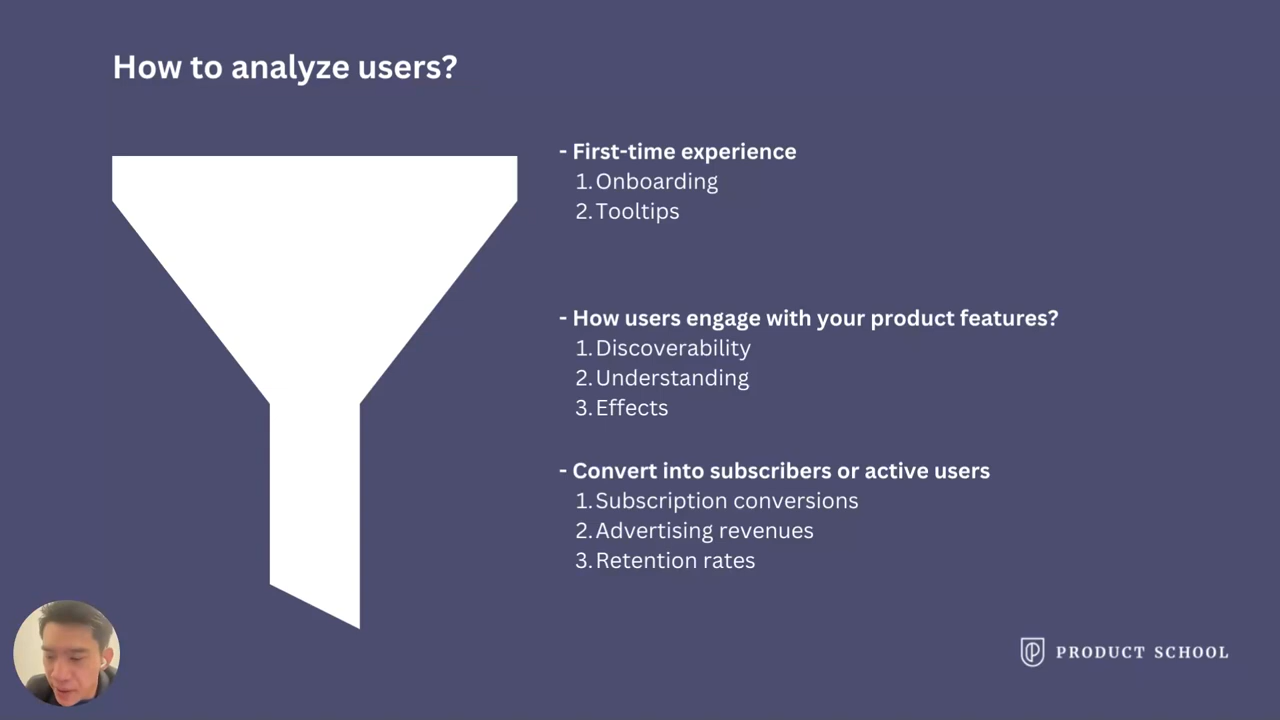 How to analyze users?
- First-time experience
1. Onboarding
2. Tooltips
- How users engage with your product features?
1. Discoverability
2. Understanding
3. Effects
- Convert into subscribers or active users
1. Subscription conversions
2. Advertising revenues
3. Retention rates
PRODUCT SCHOOL